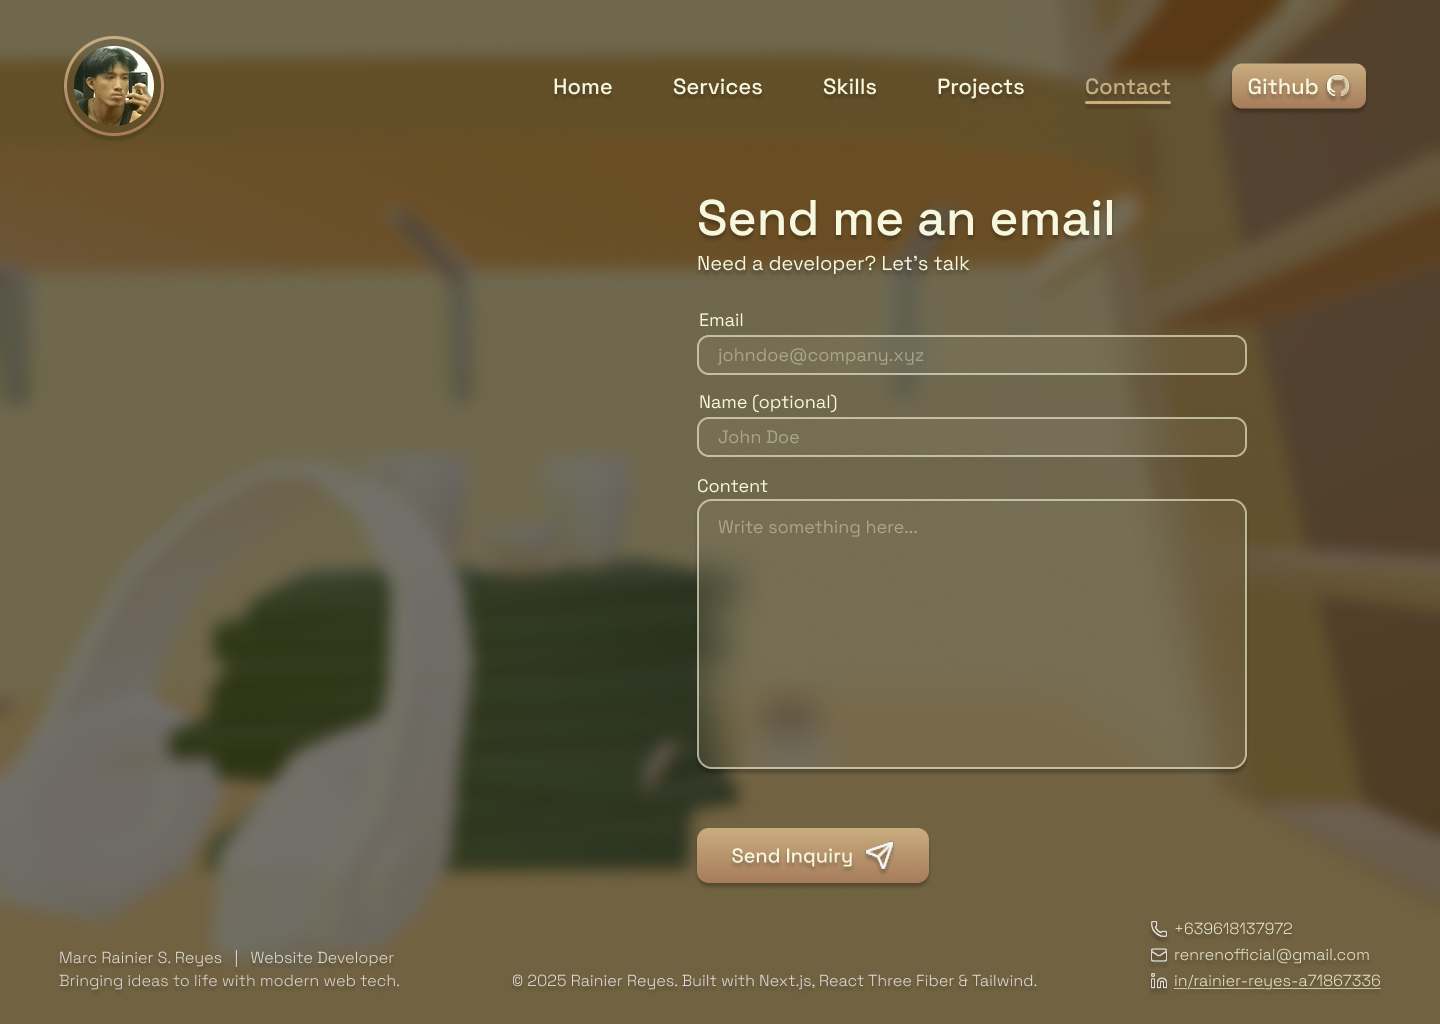 Home
Services
Skills
Projects
Contact
Github
Send me an email
Need a developer? Let's talk
Email
johndoe@company.xyz
Name (optional)
John Doe
Content
Write something here...
Send Inquiry
Marc Rainier S. Reyes | Website Developer
Bringing ideas to life with modern web tech.
© 2025 Rainier Reyes. Built with Next.js, React Three Fiber & Tailwind.
+639618137972
renrenofficial@gmail.com
in/rainier-reyes-a71867336